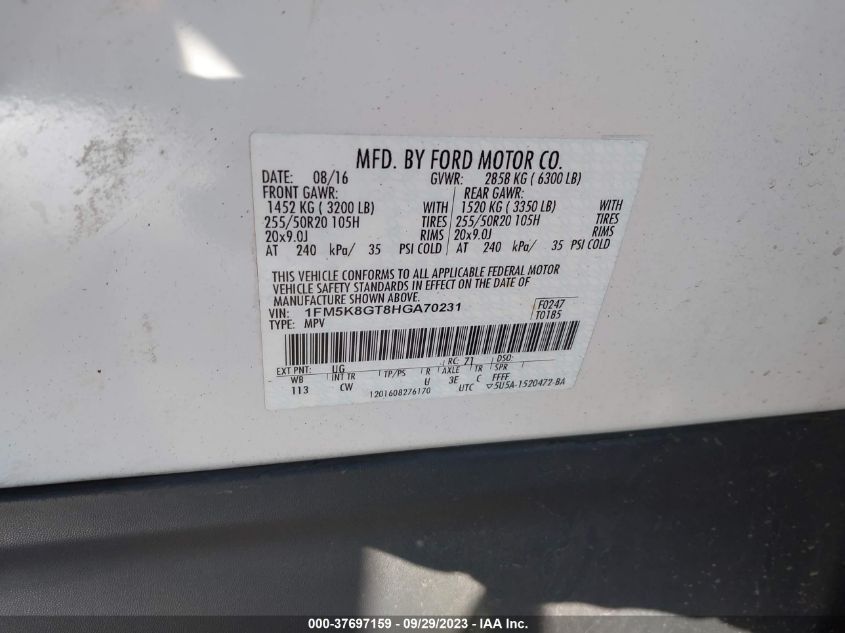 MFD. BY FORD MOTOR CO.
DATE: 08/16 GVWR: 2858 KG ( 6300 LB)
FRONT GAWR: REAR GAWR:
1452 KG ( 3200 LB) WITH 1520 KG ( 3350 LB) WITH
255/50R20 105H TIRES 255/50R20 105H TIRES
20x9.0J RIMS 20x9.0J RIMS
AT 240 kPa/ 35 PSI COLD AT 240 kPa/ 35 PSI COLD
THIS VEHICLE CONFORMS TO ALL APPLICABLE FEDERAL MOTOR
VEHICLE SAFETY STANDARDS IN EFFECT ON THE DATE OF
MANUFACTURE SHOWN ABOVE.
VIN: 1FM5K8GT8HGA70231 F0247
TYPE: MPV T0185
EXT PNT: UG RC: 71 DSO:
WB INT TR TP/PS R AXLE TR SPR
113 CW U 3E C FFFF
1201608276170 UTC ▽5U5A-1520472-BA
000-37697159 - 09/29/2023 - IAA Inc.